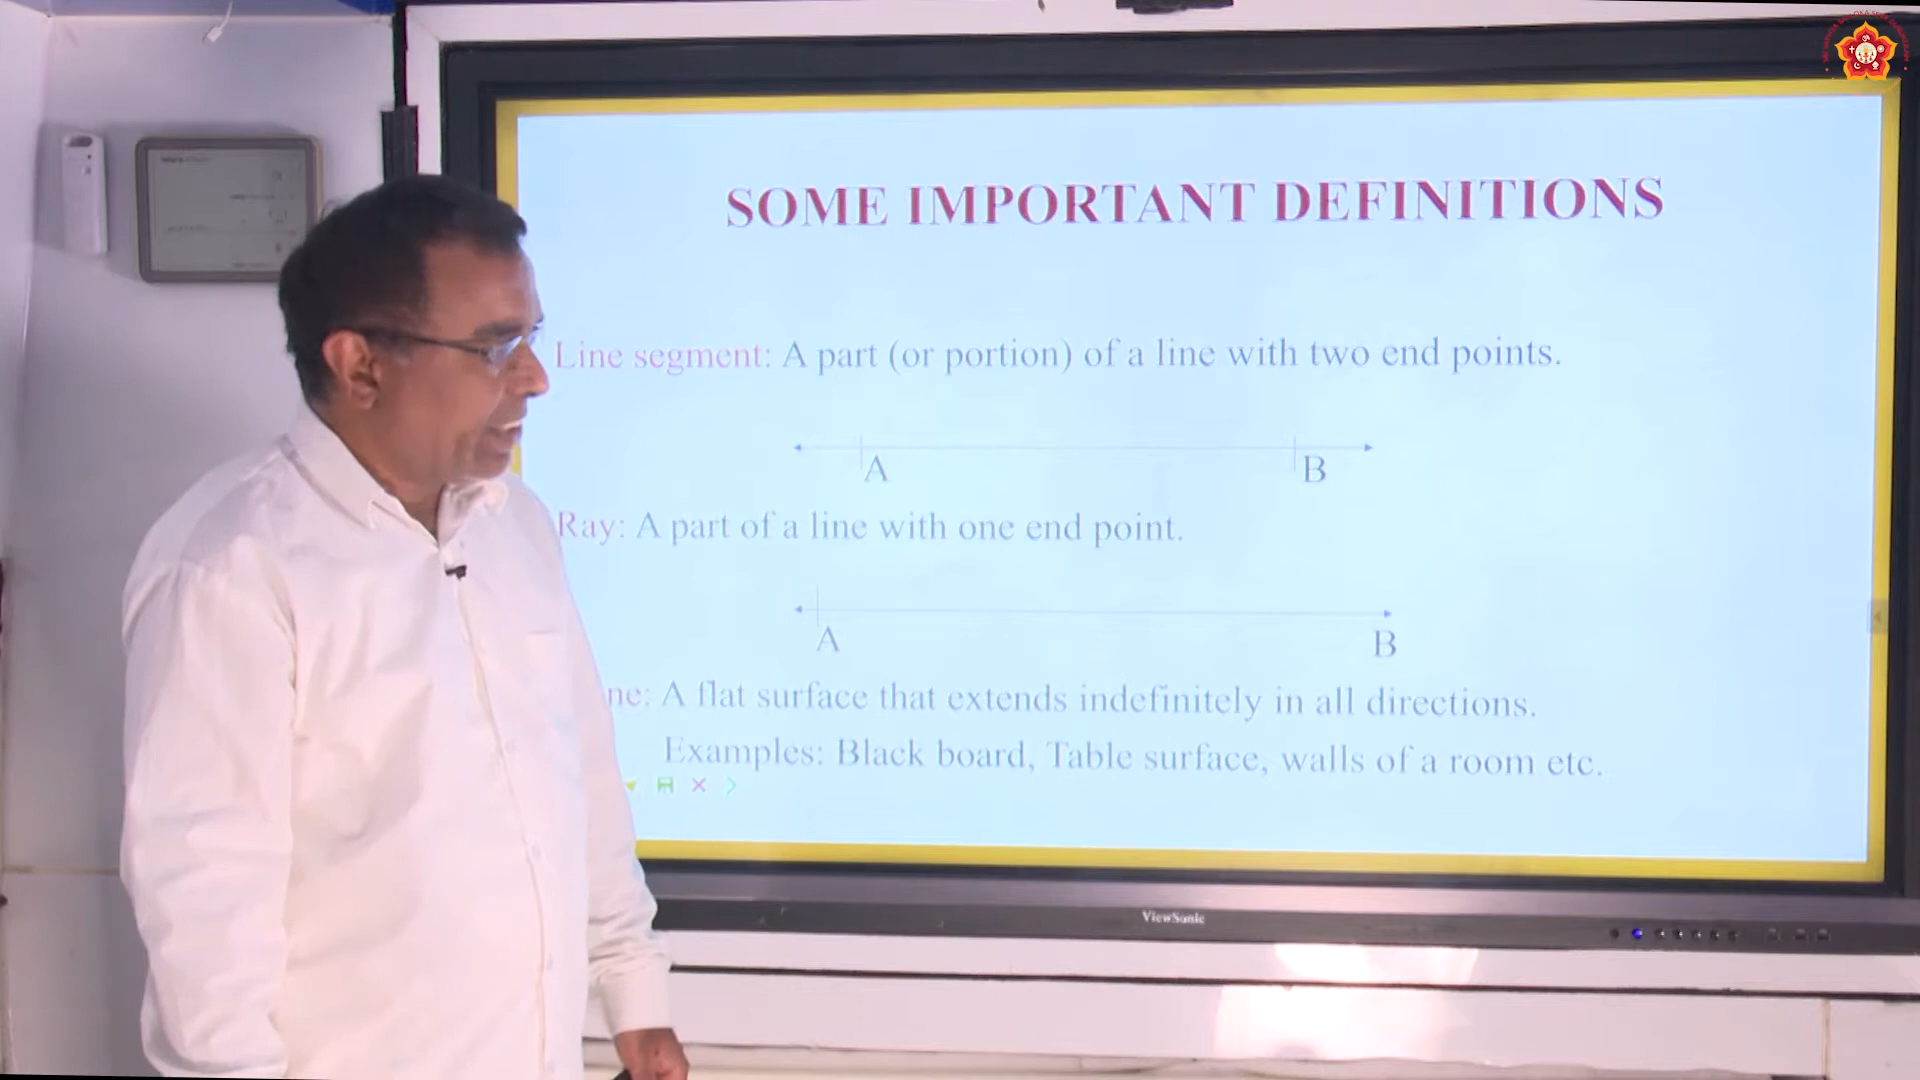 SOME IMPORTANT DEFINITIONS
Line segment: A part (or portion) of a line with two end points.
A B
Ray: A part of a line with one end point.
A B
ne: A flat surface that extends indefinitely in all directions.
Examples: Black board, Table surface, walls of a room etc.
ViewSonic